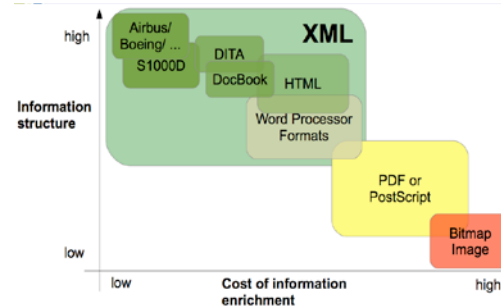 high
Airbus/
Boeing/ ...
S1000D
DITA
DocBook
HTML
XML
Word Processor
Formats
Information
structure
PDF or
PostScript
Bitmap
Image
low
low
Cost of information
enrichment
high